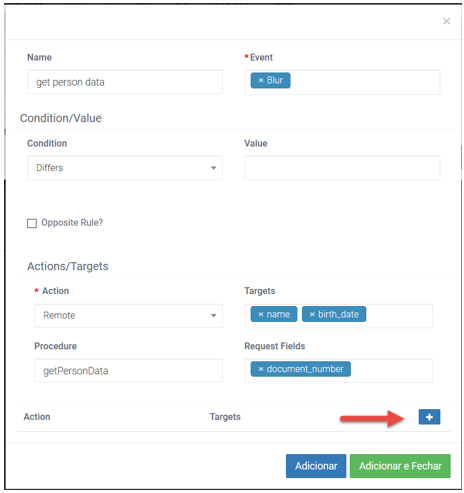 ×
Name
* Event
get person data
× Blur
Condition/Value
Condition
Value
Differs
Opposite Rule?
Actions/Targets
* Action
Targets
Remote
× name × birth_date
Procedure
Request Fields
getPersonData
× document_number
Action
Targets
+
Adicionar
Adicionar e Fechar